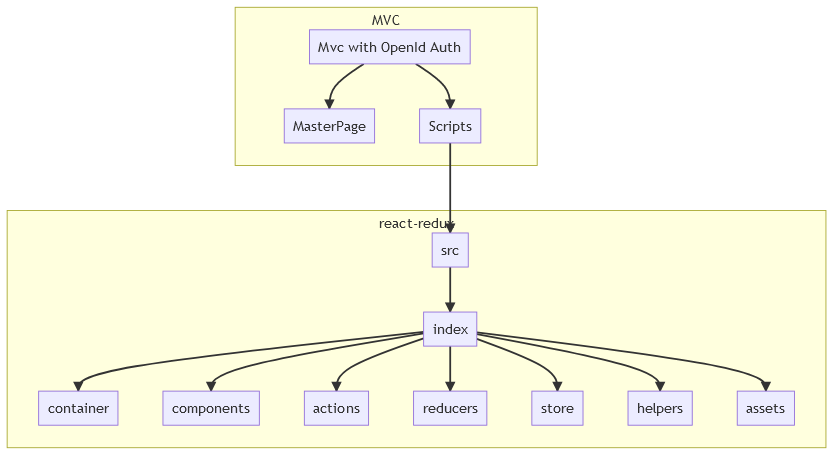 MVC
Mvc with OpenId Auth
MasterPage
Scripts
react-redux
src
index
container
components
actions
reducers
store
helpers
assets